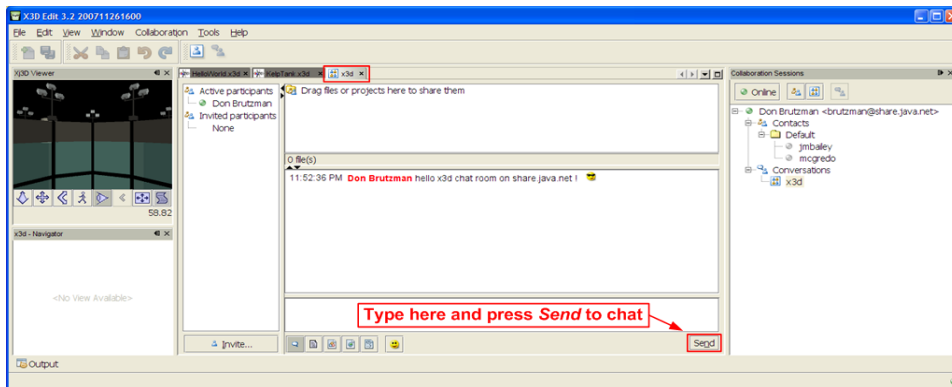 X3D Edit 3.2 200711261600
File Edit View Window Collaboration Tools Help
Xj3D Viewer
HelloWorld.x3d
KelpTank.x3d
x3d
Collaboration Sessions
Active participants
Don Brutzman
Invited participants
None
Drag files or projects here to share them
0 file(s)
11:52:36 PM Don Brutzman hello x3d chat room on share.java.net !
Online
Don Brutzman <brutzman@share.java.net>
Contacts
Default
jmbailey
mcgredo
Conversations
x3d
58.82
x3d - Navigator
<No View Available>
Type here and press Send to chat
Invite...
Send
Output